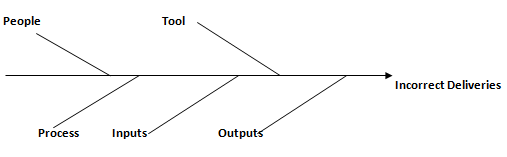 People
Tool
Incorrect Deliveries
Process
Inputs
Outputs